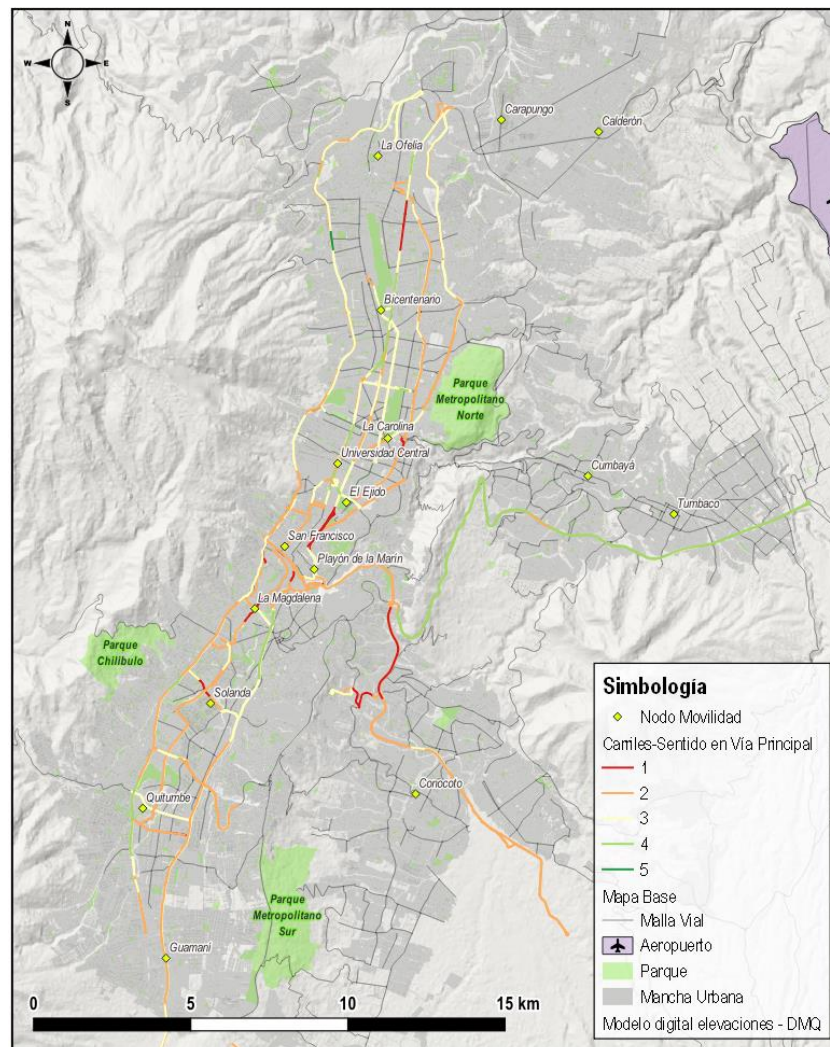 N
W E
S
Carapungo
Calderón
La Ofelia
Bicentenario
Parque
Metropolitano
Norte
La Carolina
Universidad Central
Cumbayá
El Ejido
Tumbaco
San Francisco
Playón de la Marín
La Magdalena
Parque
Chilibulo
Solanda
Conocoto
Quitumbe
Parque
Metropolitano
Sur
Guamaní
0 5 10 15 km
Simbología
Nodo Movilidad
Carriles-Sentido en Vía Principal
1
2
3
4
5
Mapa Base
Malla Vial
Aeropuerto
Parque
Mancha Urbana
Modelo digital elevaciones - DMQ